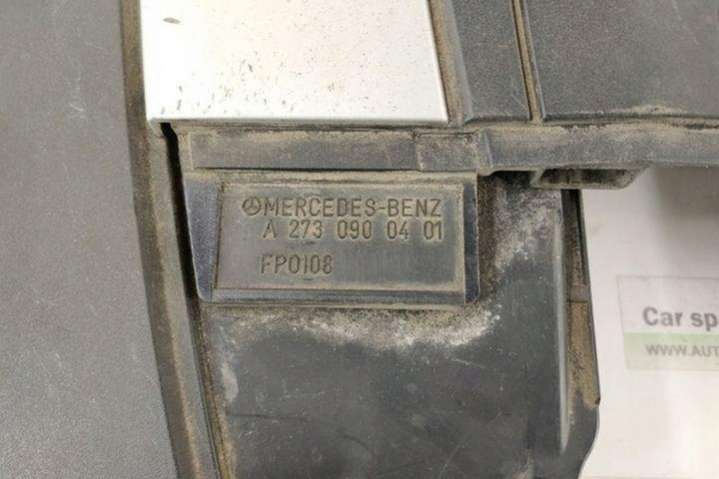 MERCEDES-BENZ
A 273 090 04 01
FP0108
Car sp
WWW.AUT